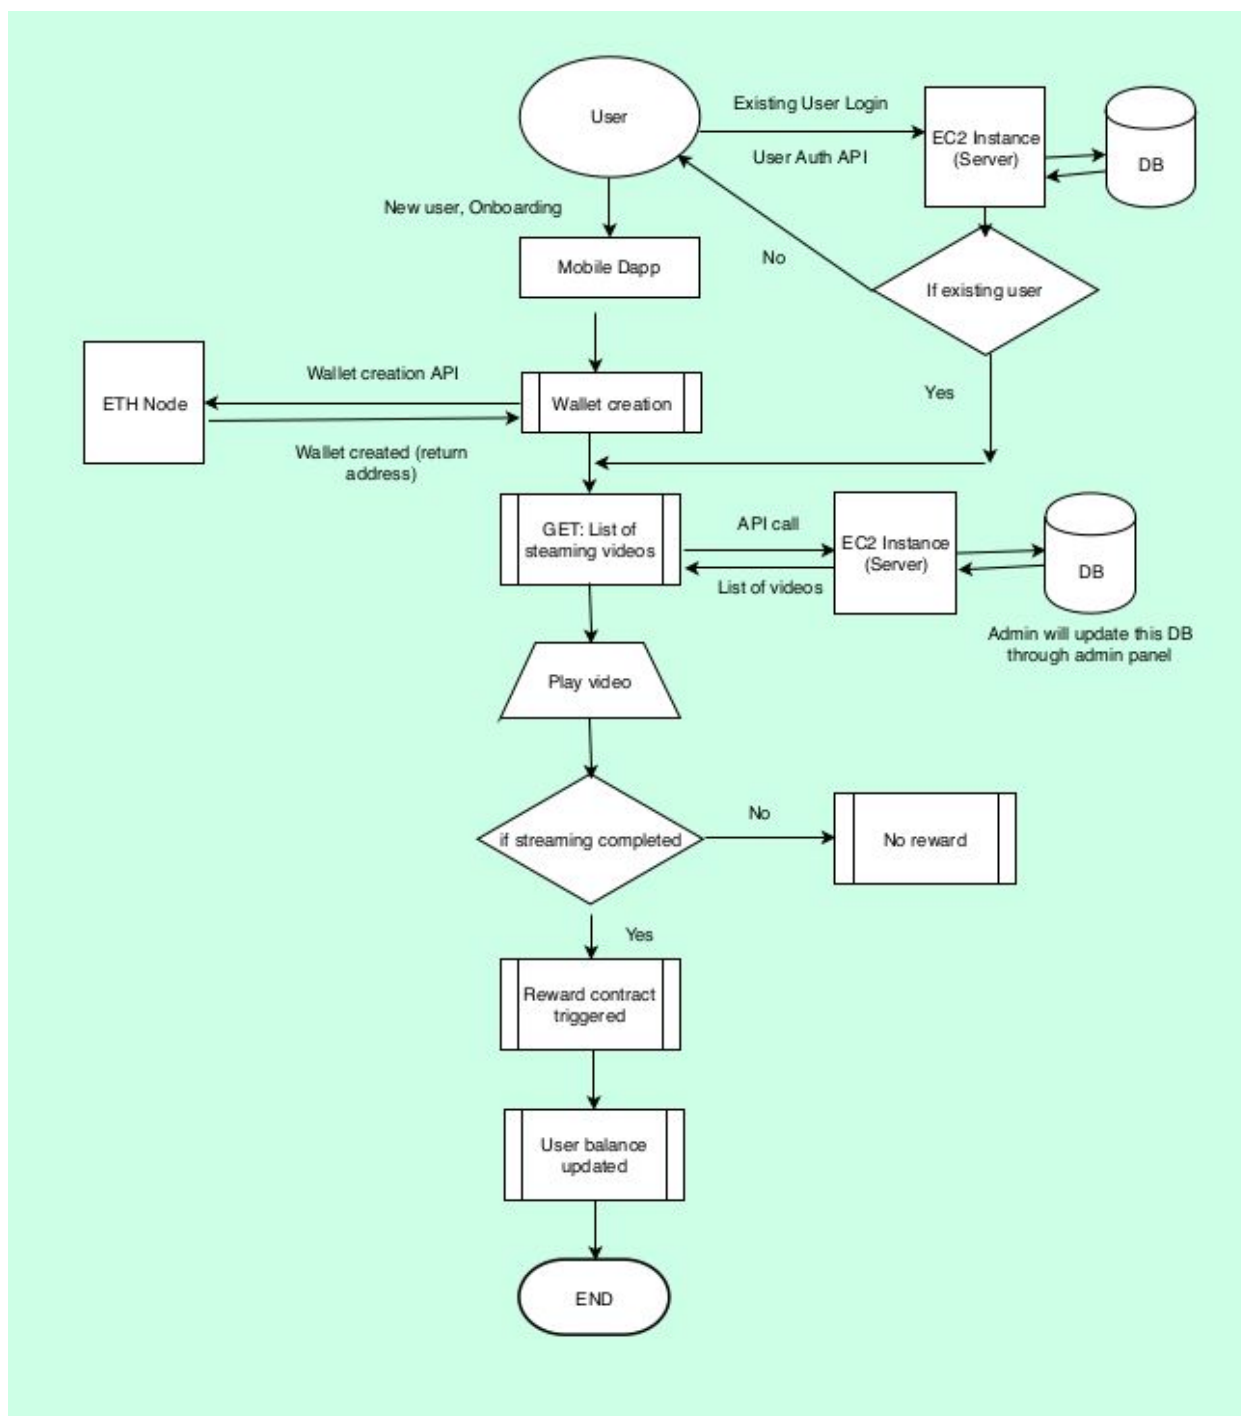 User
Existing User Login
User Auth API
EC2 Instance
(Server)
DB
New user, Onboarding
Mobile Dapp
No
If existing user
Yes
ETH Node
Wallet creation API
Wallet creation
Wallet created (return
address)
GET: List of
steaming videos
API call
List of videos
EC2 Instance
(Server)
DB
Admin will update this DB
through admin panel
Play video
if streaming completed
No
No reward
Yes
Reward contract
triggered
User balance
updated
END